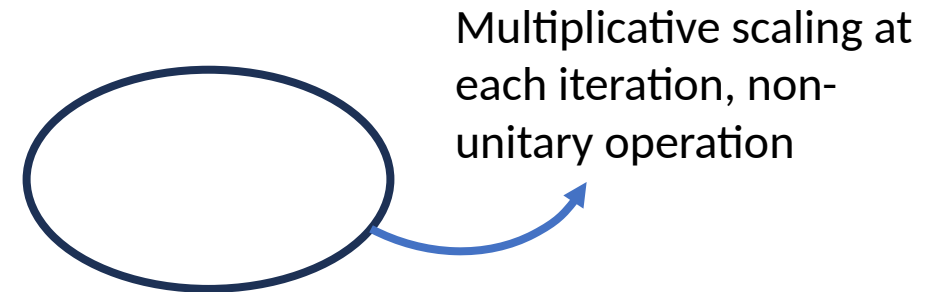 Multiplicative scaling at
each iteration, non-
unitary operation